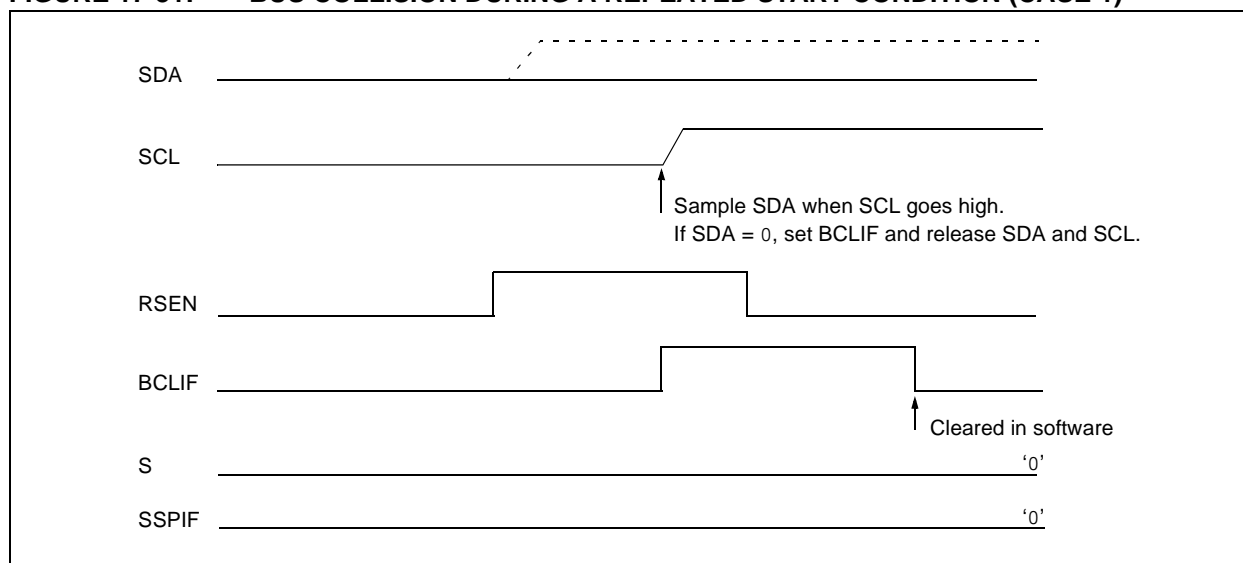 SDA
SCL
Sample SDA when SCL goes high.
If SDA = 0, set BCLIF and release SDA and SCL.
RSEN
BCLIF
Cleared in software
S
‘0’
SSPIF
‘0’